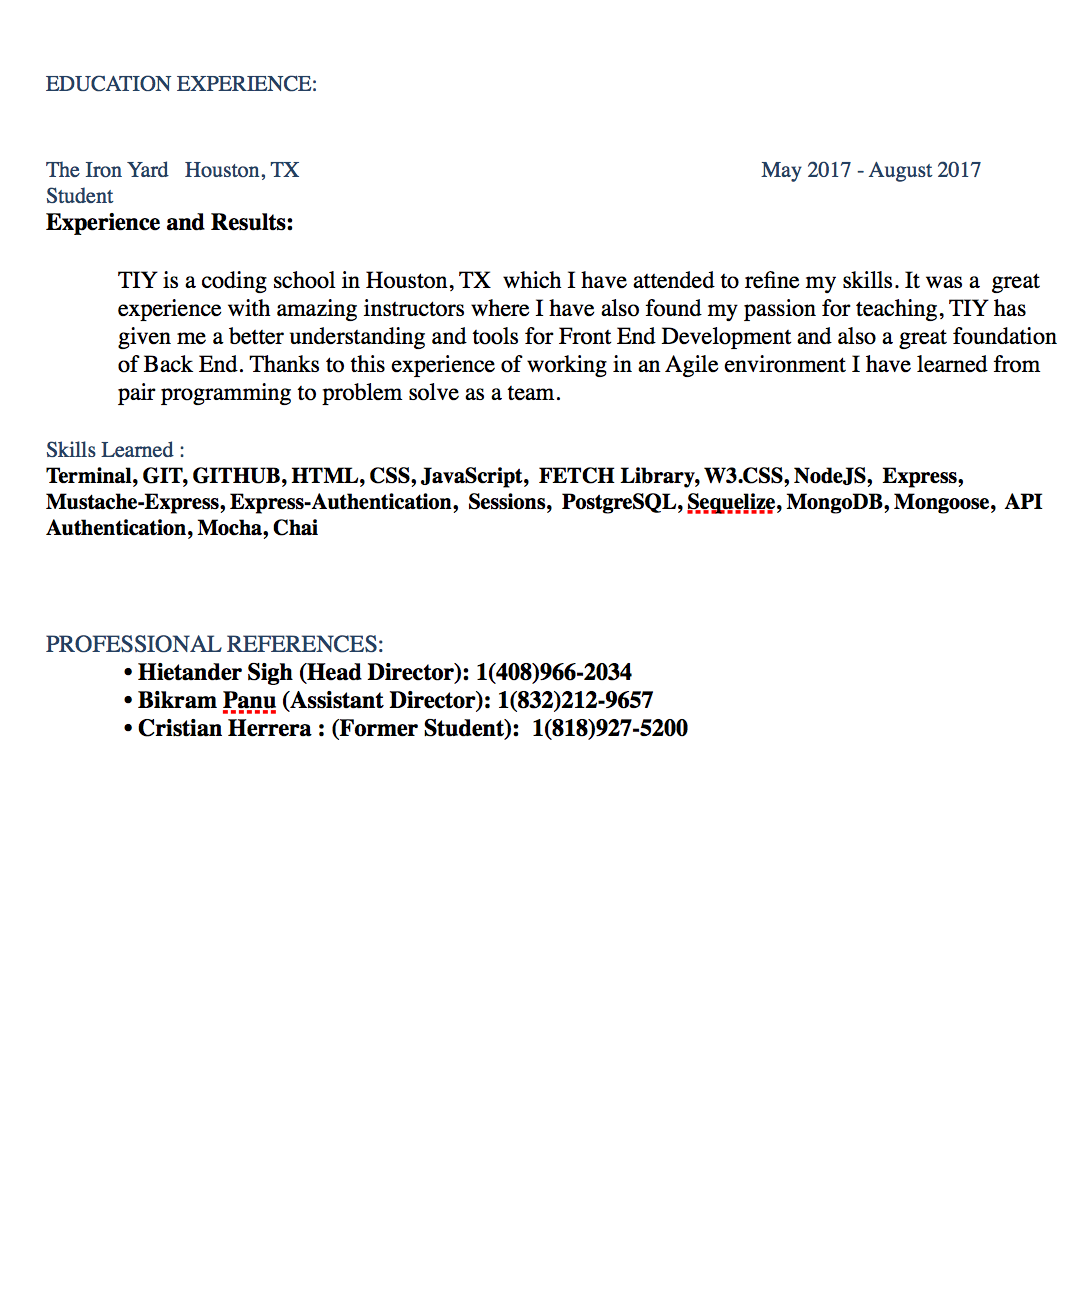 EDUCATION EXPERIENCE:
The Iron Yard   Houston, TX   May 2017 - August 2017
Student
Experience and Results:
TIY is a coding school in Houston, TX  which I have attended to refine my skills. It was a  great
experience with amazing instructors where I have also found my passion for teaching, TIY has
given me a better understanding and tools for Front End Development and also a great foundation
of Back End. Thanks to this experience of working in an Agile environment I have learned from
pair programming to problem solve as a team.
Skills Learned :
Terminal, GIT, GITHUB, HTML, CSS, JavaScript,  FETCH Library, W3.CSS, NodeJS,  Express,
Mustache-Express, Express-Authentication,  Sessions,  PostgreSQL, Sequelize, MongoDB, Mongoose,  API
Authentication, Mocha, Chai
PROFESSIONAL REFERENCES:
• Hietander Sigh (Head Director): 1(408)966-2034
• Bikram Panu (Assistant Director): 1(832)212-9657
• Cristian Herrera : (Former Student):  1(818)927-5200